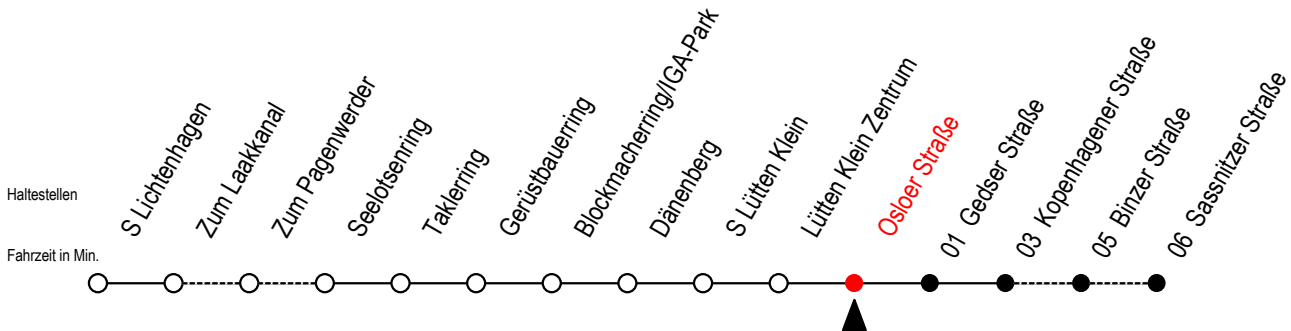 Haltestellen
S Lichtenhagen
Zum Laakkanal
Zum Pagenwerder
Seelotsenring
Taklerring
Gerüstbauerring
Blockmacherring/IGA-Park
Dänenberg
S Lütten Klein
Lütten Klein Zentrum
Osloer Straße
01 Gedser Straße
03 Kopenhagener Straße
05 Binzer Straße
06 Sassnitzer Straße
Fahrzeit in Min.